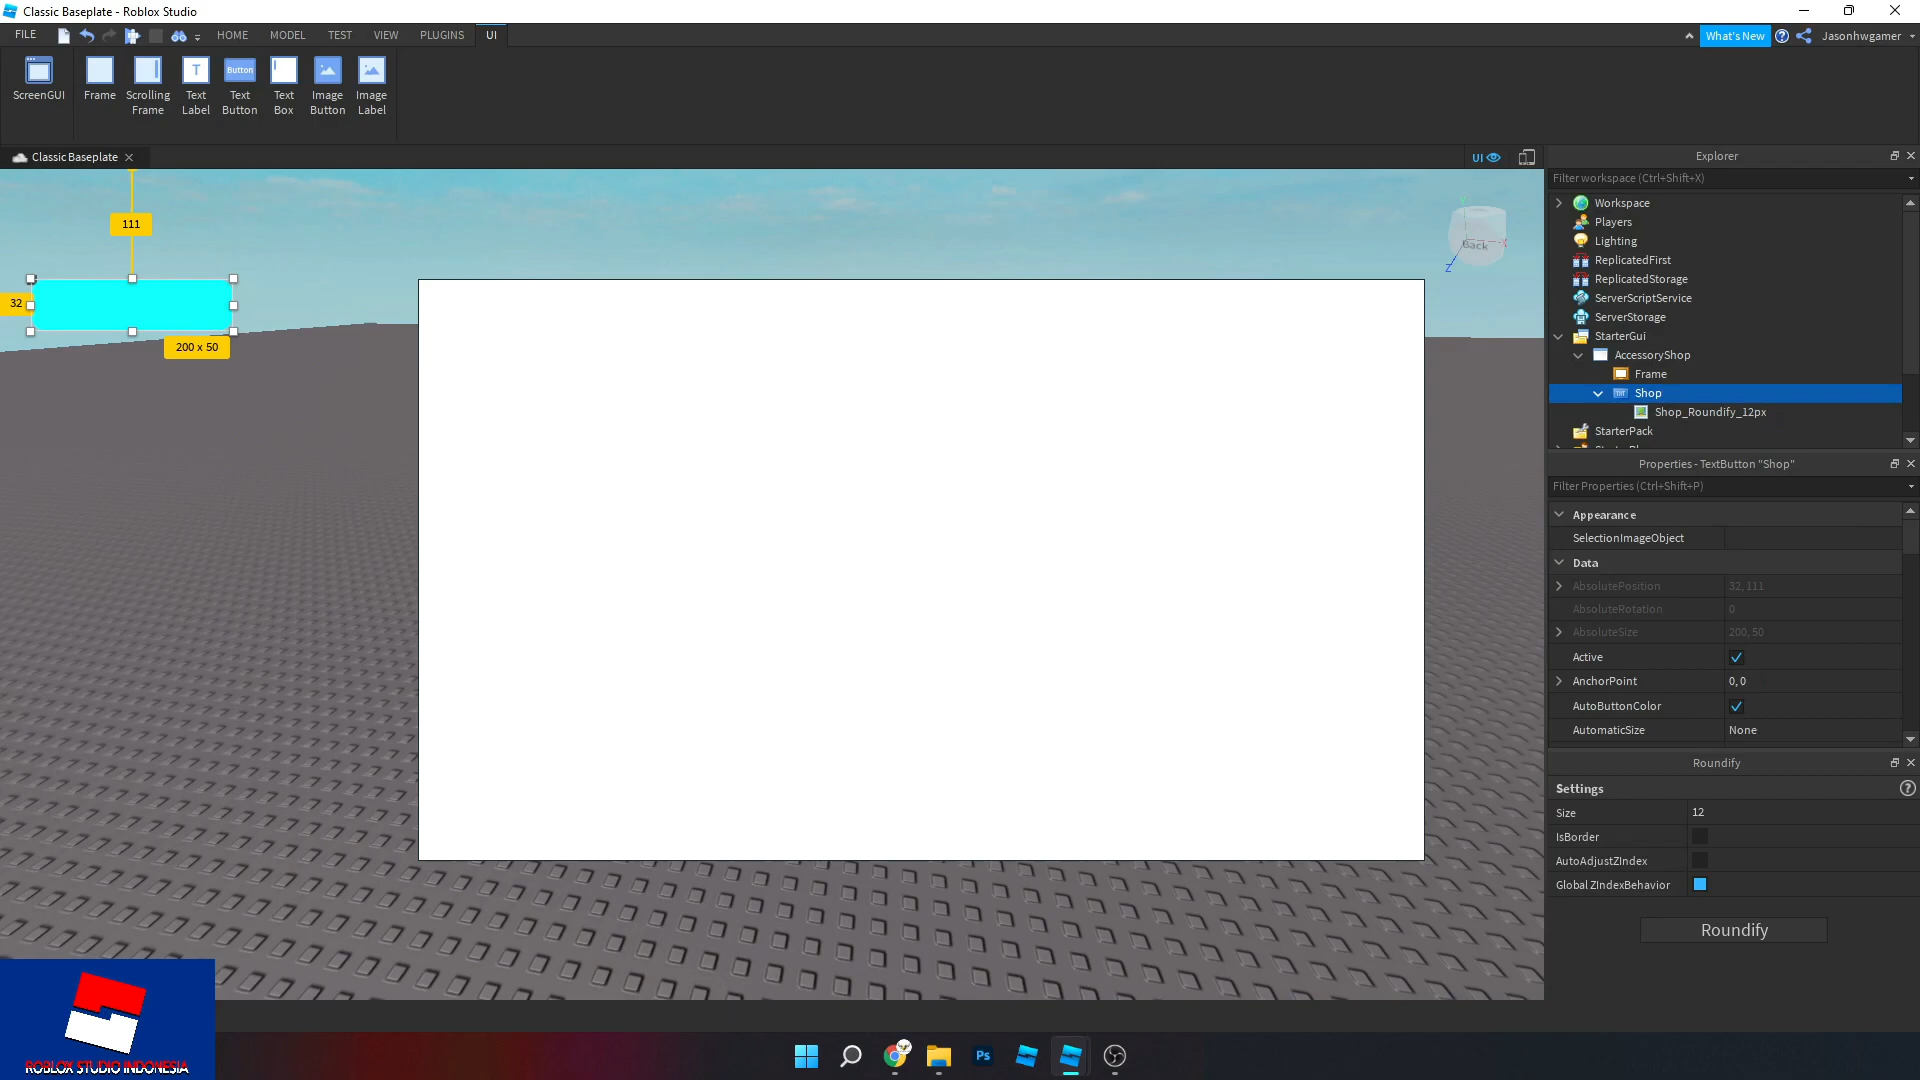 Classic Baseplate - Roblox Studio
FILE
HOME
MODEL
TEST
VIEW
PLUGINS
UI
What's New
Jasonhwgamer
ScreenGUI
Frame
Scrolling
Frame
Text
Label
Button
Text
Button
Text
Box
Image
Button
Image
Label
Classic Baseplate
UI
111
32
200 x 50
Back
Y
X
Z
Explorer
Filter workspace (Ctrl+Shift+X)
Workspace
Players
Lighting
ReplicatedFirst
ReplicatedStorage
ServerScriptService
ServerStorage
StarterGui
AccessoryShop
Frame
Shop
Shop_Roundify_12px
StarterPack
Properties - TextButton "Shop"
Filter Properties (Ctrl+Shift+P)
Appearance
SelectionImageObject
Data
AbsolutePosition 32, 111
AbsoluteRotation 0
AbsoluteSize 200, 50
Active
AnchorPoint 0, 0
AutoButtonColor
AutomaticSize None
Roundify
Settings
Size 12
IsBorder
AutoAdjustZIndex
Global ZIndexBehavior
Roundify
ROBLOX STUDIO INDONESIA
Ps